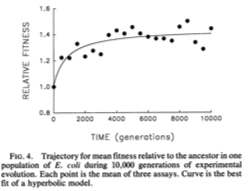 RELATIVE FITNESS
1.6
1.4
1.2
1.0
0.8
0
2000
4000
6000
8000
10000
TIME (generations)
FIG. 4. Trajectory for mean fitness relative to the ancestor in one
population of E. coli during 10,000 generations of experimental
evolution. Each point is the mean of three assays. Curve is the best
fit of a hyperbolic model.